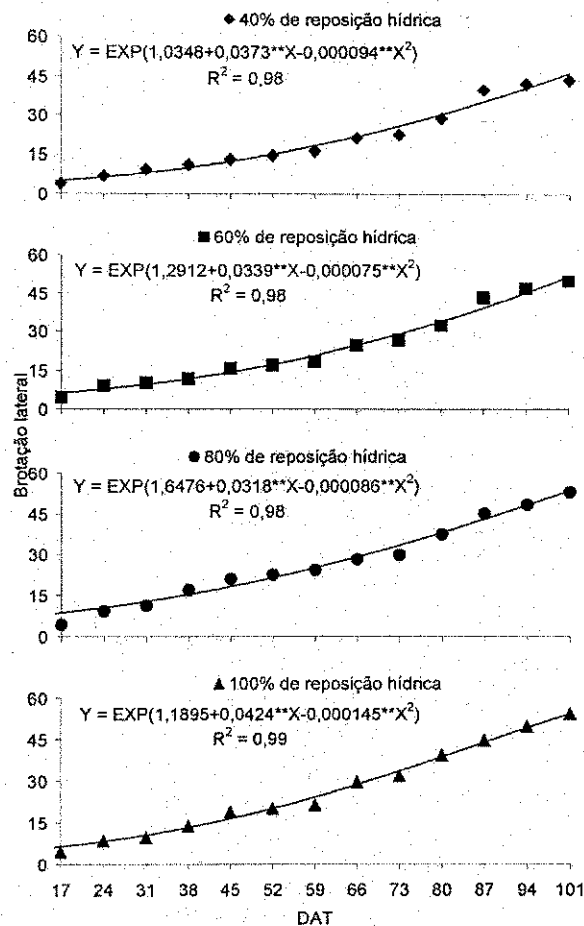 40% de reposição hídrica
Y = EXP(1,0348+0,0373**X-0,000094**X²)
R² = 0,98
60
45
30
15
0
60% de reposição hídrica
Y = EXP(1,2912+0,0339**X-0,000075**X²)
R² = 0,98
60
45
30
15
0
Brotação lateral
80% de reposição hídrica
Y = EXP(1,6476+0,0318**X-0,000086**X²)
R² = 0,98
60
45
30
15
0
100% de reposição hídrica
Y = EXP(1,1895+0,0424**X-0,000145**X²)
R² = 0,99
60
45
30
15
0
17 24 31 38 45 52 59 66 73 80 87 94 101
DAT